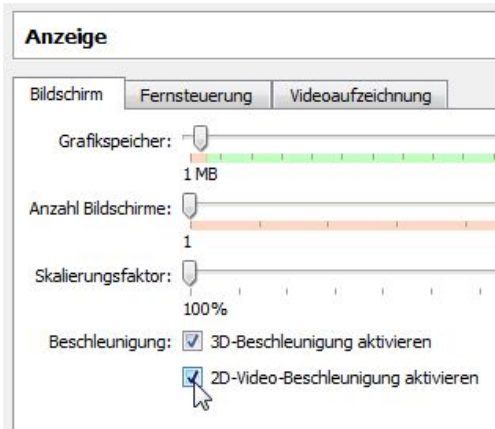 Anzeige
Bildschirm Fernsteuerung Videoaufzeichnung
Grafikspeicher:
1 MB
Anzahl Bildschirme:
1
Skalierungsfaktor:
100%
Beschleunigung: 3D-Beschleunigung aktivieren
2D-Video-Beschleunigung aktivieren